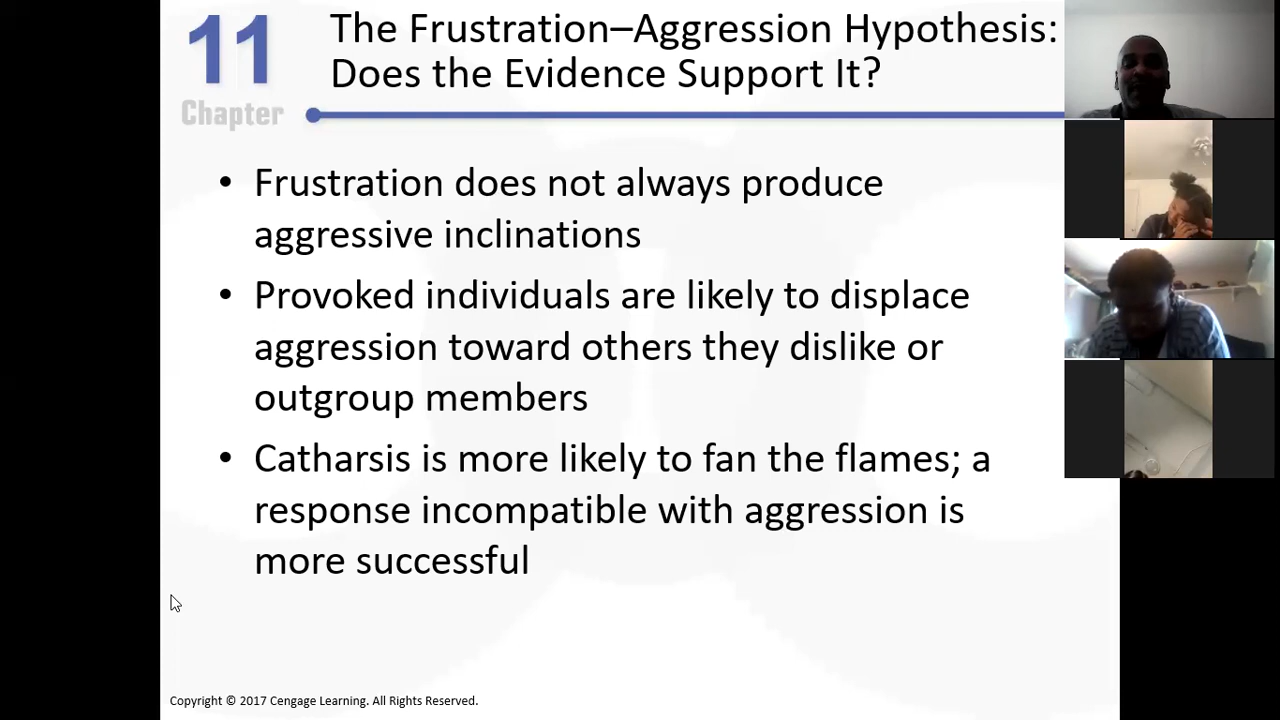 11
Chapter
The Frustration–Aggression Hypothesis:
Does the Evidence Support It?
• Frustration does not always produce
aggressive inclinations
• Provoked individuals are likely to displace
aggression toward others they dislike or
outgroup members
• Catharsis is more likely to fan the flames; a
response incompatible with aggression is
more successful
Copyright © 2017 Cengage Learning. All Rights Reserved.